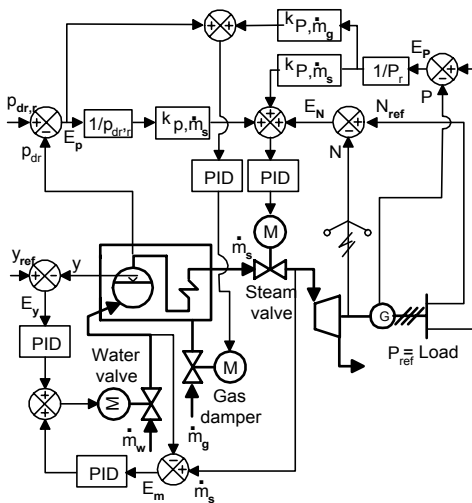 k P, ṁg
k P, ṁs
1/Pr
EP
P
pdr,r
Ep
1/pdr,r
k p, ṁs
EN
Nref
N
pdr
PID
PID
M
ṁs
Steam valve
yref
y
Ey
PID
Water valve
M
ṁw
ṁg
M
Gas damper
G
Pref = Load
PID
Em
ṁs